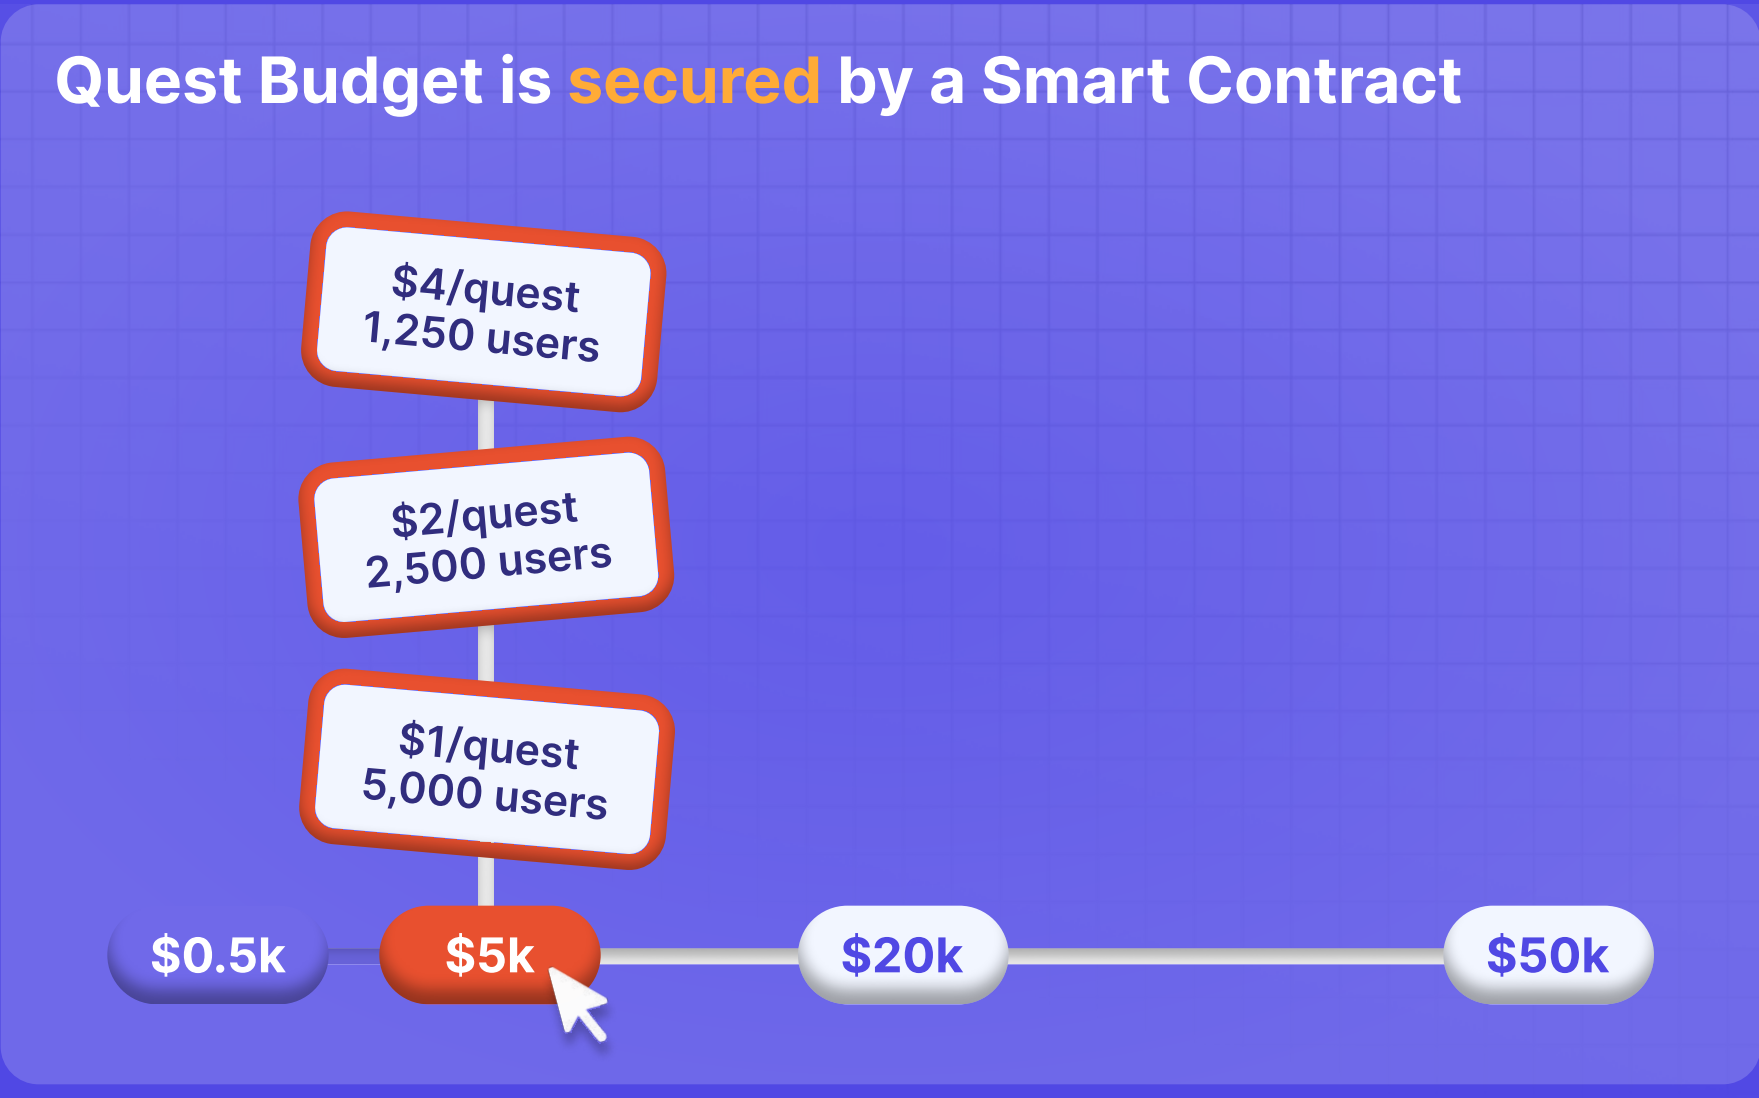 Quest Budget is secured by a Smart Contract
$4/quest
1,250 users
$2/quest
2,500 users
$1/quest
5,000 users
$0.5k
$5k
$20k
$50k